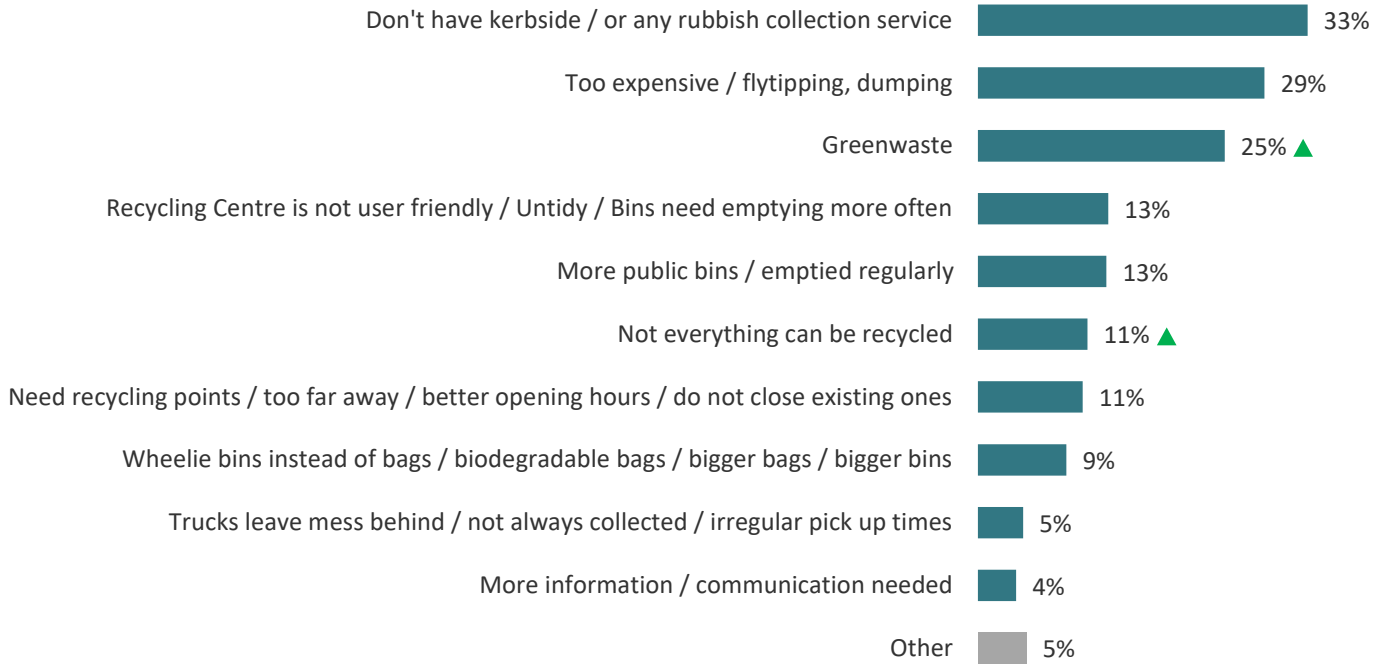 Don't have kerbside / or any rubbish collection service 33%
Too expensive / flytipping, dumping 29%
Greenwaste 25%
Recycling Centre is not user friendly / Untidy / Bins need emptying more often 13%
More public bins / emptied regularly 13%
Not everything can be recycled 11%
Need recycling points / too far away / better opening hours / do not close existing ones 11%
Wheelie bins instead of bags / biodegradable bags / bigger bags / bigger bins 9%
Trucks leave mess behind / not always collected / irregular pick up times 5%
More information / communication needed 4%
Other 5%